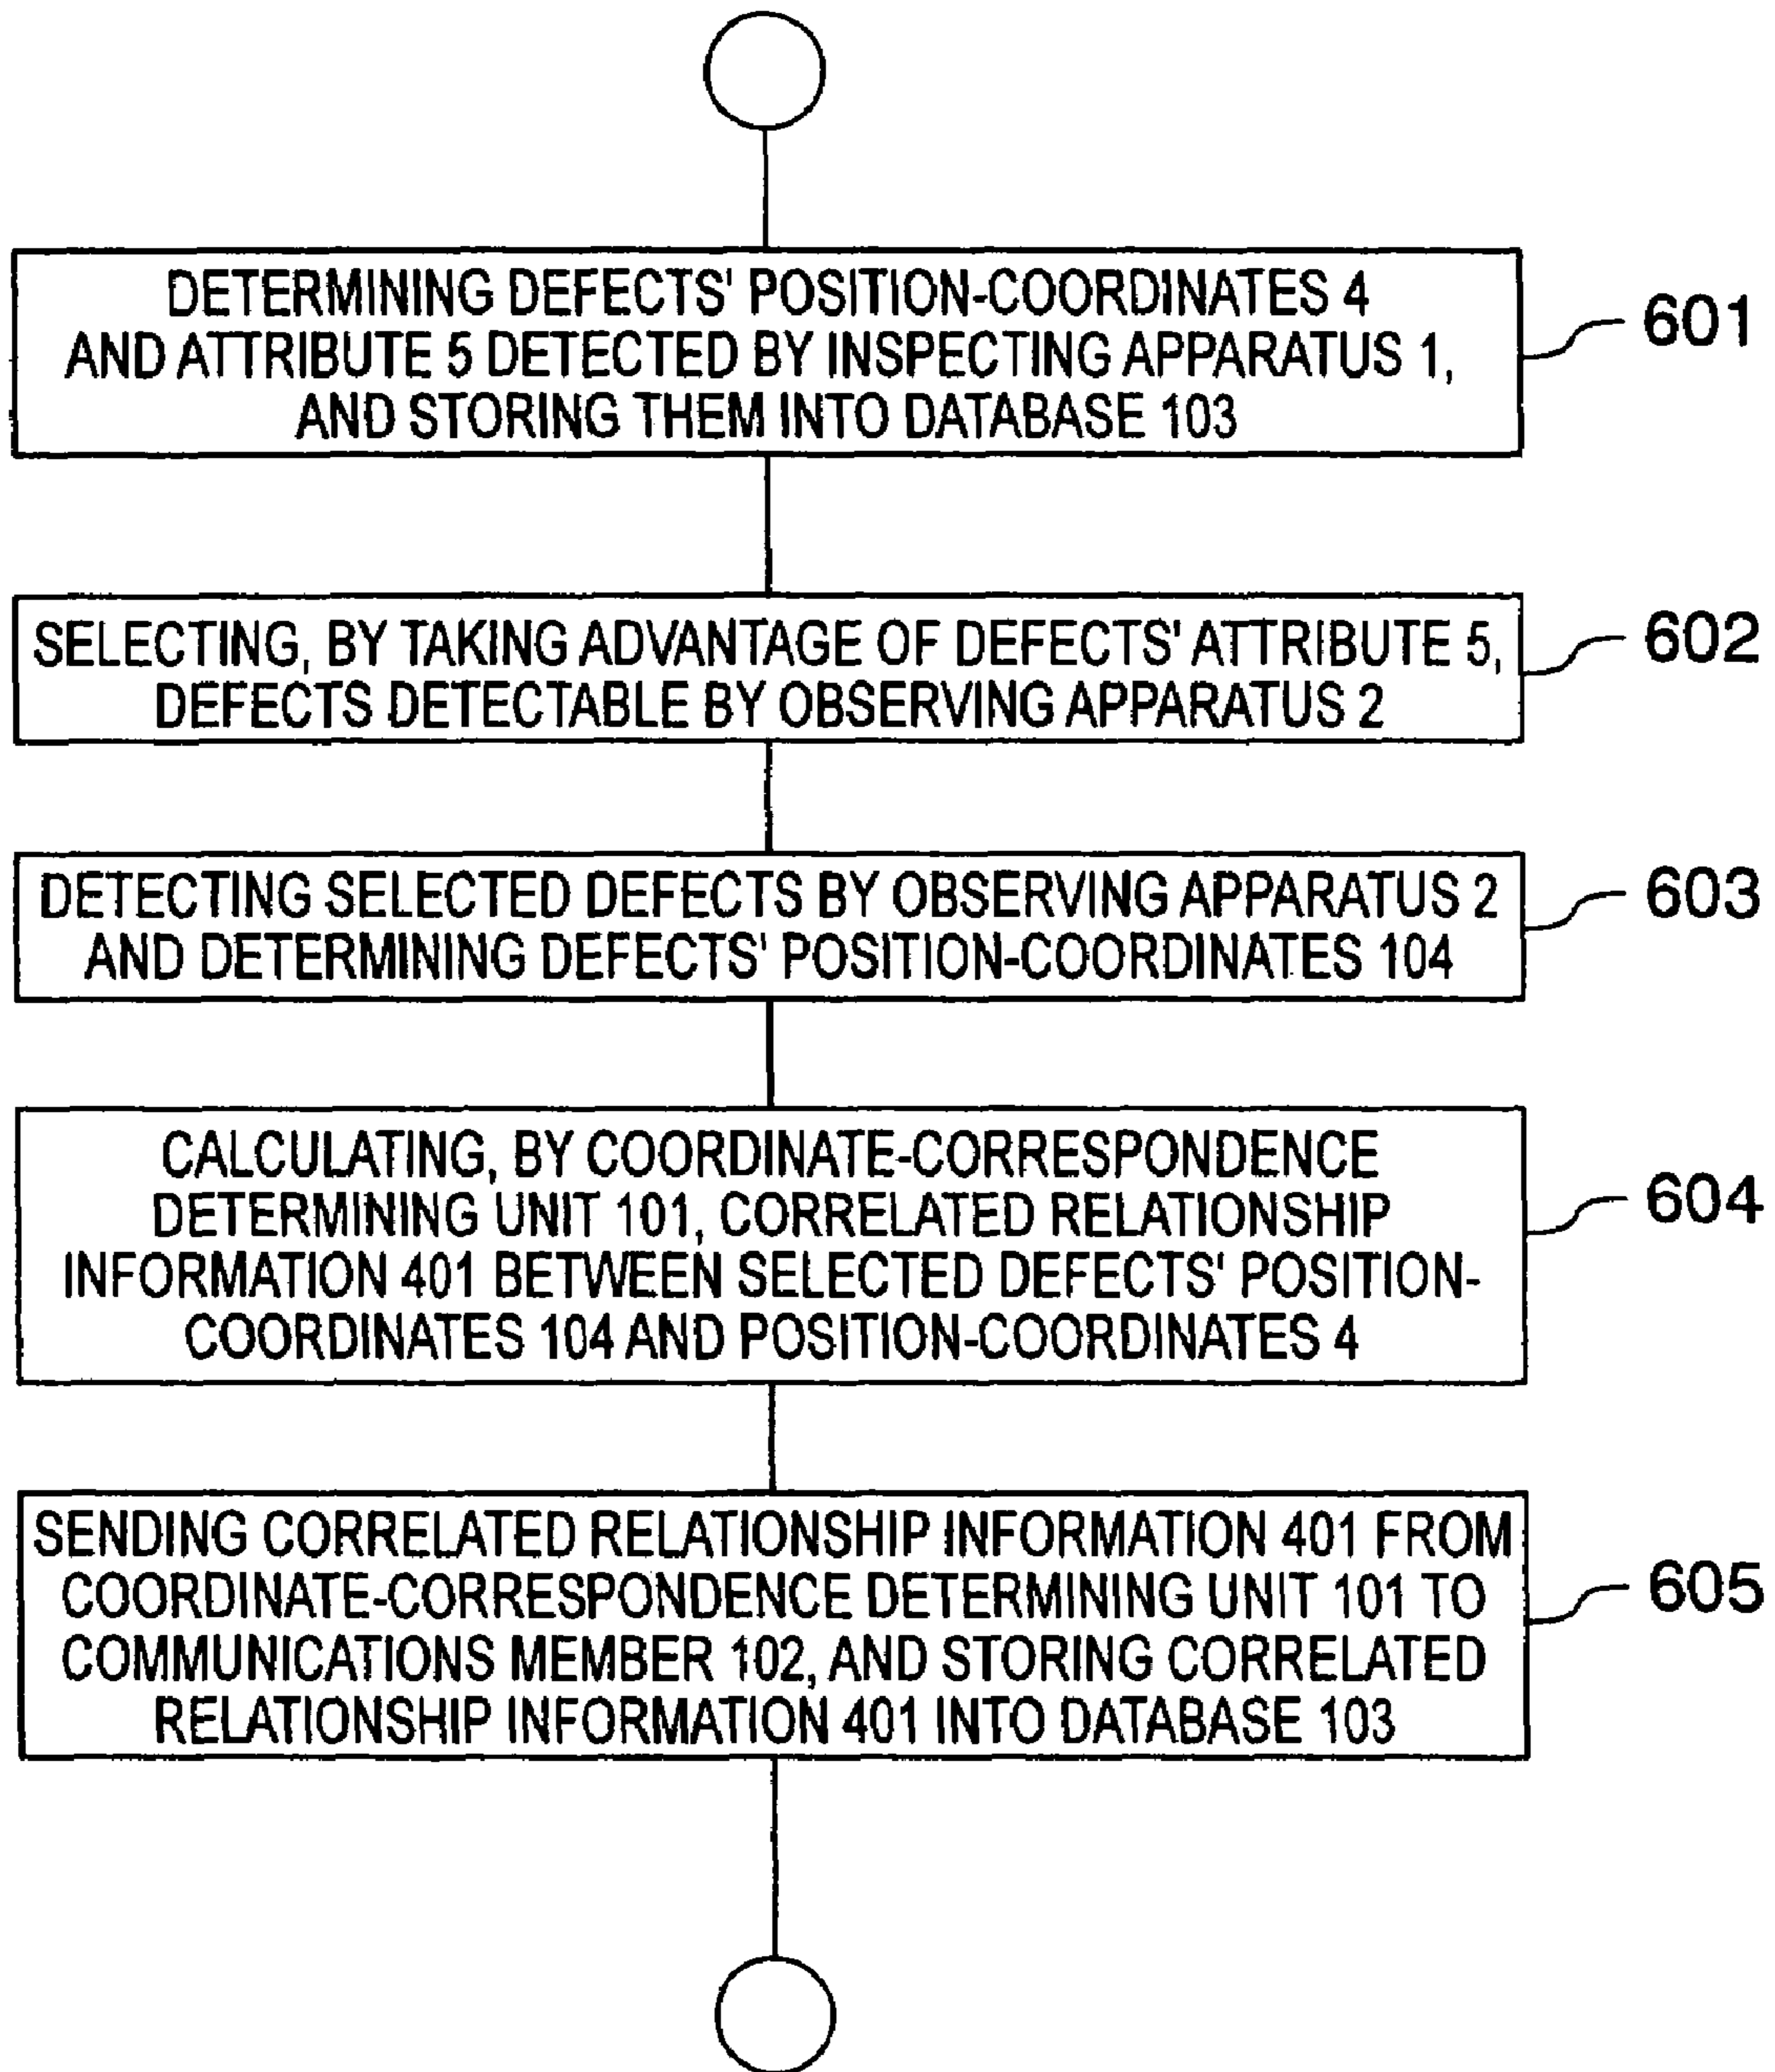 DETERMINING DEFECTS' POSITION-COORDINATES 4
AND ATTRIBUTE 5 DETECTED BY INSPECTING APPARATUS 1,
AND STORING THEM INTO DATABASE 103
601
SELECTING, BY TAKING ADVANTAGE OF DEFECTS' ATTRIBUTE 5,
DEFECTS DETECTABLE BY OBSERVING APPARATUS 2
602
DETECTING SELECTED DEFECTS BY OBSERVING APPARATUS 2
AND DETERMINING DEFECTS' POSITION-COORDINATES 104
603
CALCULATING, BY COORDINATE-CORRESPONDENCE
DETERMINING UNIT 101, CORRELATED RELATIONSHIP
INFORMATION 401 BETWEEN SELECTED DEFECTS' POSITION-
COORDINATES 104 AND POSITION-COORDINATES 4
604
SENDING CORRELATED RELATIONSHIP INFORMATION 401 FROM
COORDINATE-CORRESPONDENCE DETERMINING UNIT 101 TO
COMMUNICATIONS MEMBER 102, AND STORING CORRELATED
RELATIONSHIP INFORMATION 401 INTO DATABASE 103
605